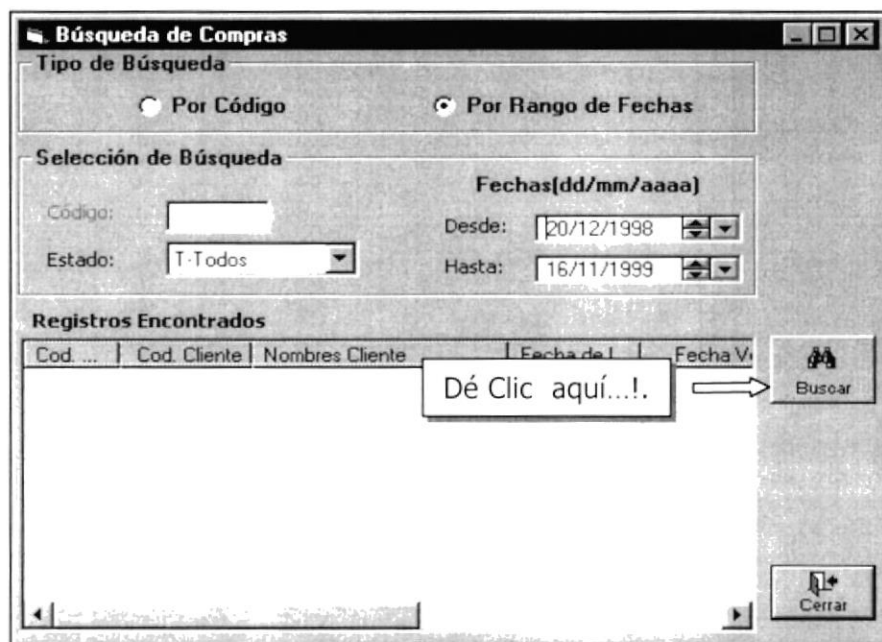 Búsqueda de Compras
Tipo de Búsqueda
Por Código
Por Rango de Fechas
Selección de Búsqueda
Fechas(dd/mm/aaaa)
Código:
Desde: 20/12/1998
Estado: T-Todos
Hasta: 16/11/1999
Registros Encontrados
Cod. ... Cod. Cliente Nombres Cliente Fecha de I... Fecha Ve
Dé Clic aquí...!.
Buscar
Cerrar